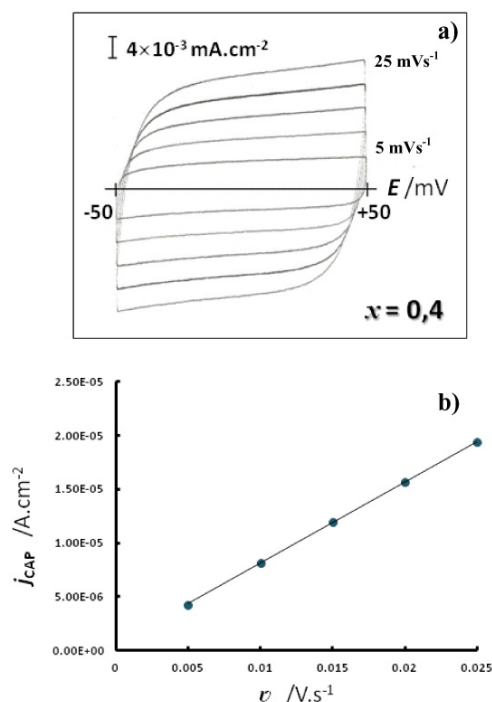 a)
4×10⁻³ mA.cm⁻²
25 mVs⁻¹
5 mVs⁻¹
E /mV
-50
+50
x = 0,4
b)
2.50E-05
2.00E-05
1.50E-05
1.00E-05
5.00E-06
0.00E+00
j_CAP /A.cm⁻²
0 0.005 0.01 0.015 0.02 0.025
υ /V.s⁻¹